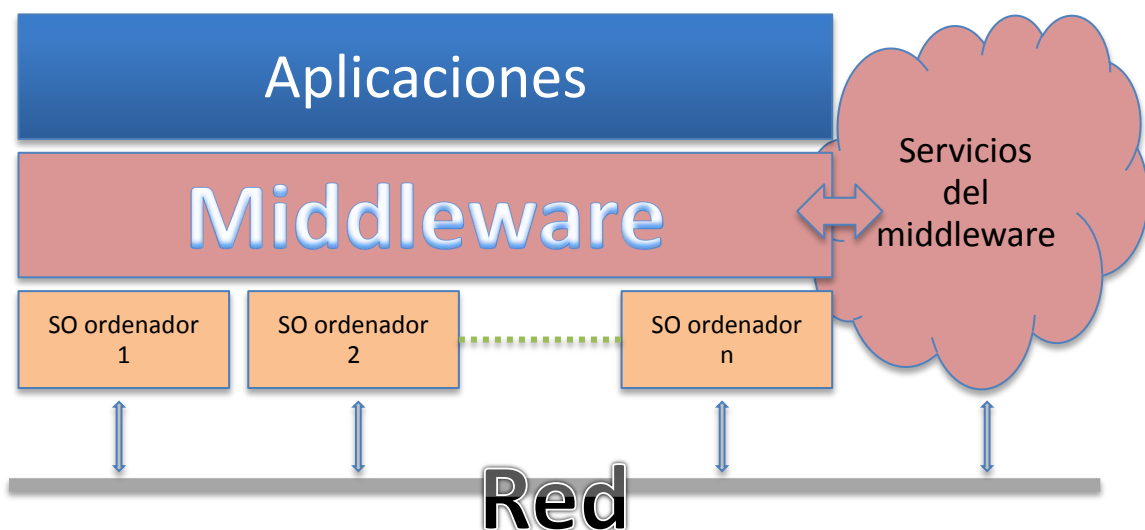 Aplicaciones
Servicios
del
middleware
Middleware
SO ordenador
1
SO ordenador
2
SO ordenador
n
Red